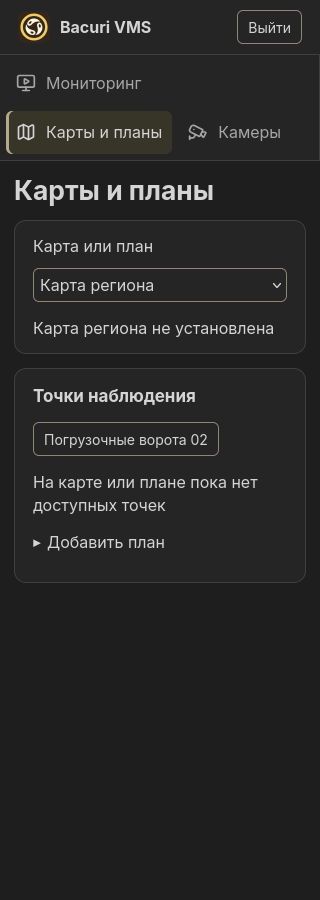 Bacuri VMS
Выйти
Мониторинг
Карты и планы
Камеры
Карты и планы
Карта или план
Карта региона
Карта региона не установлена
Точки наблюдения
Погрузочные ворота 02
На карте или плане пока нет
доступных точек
▸ Добавить план